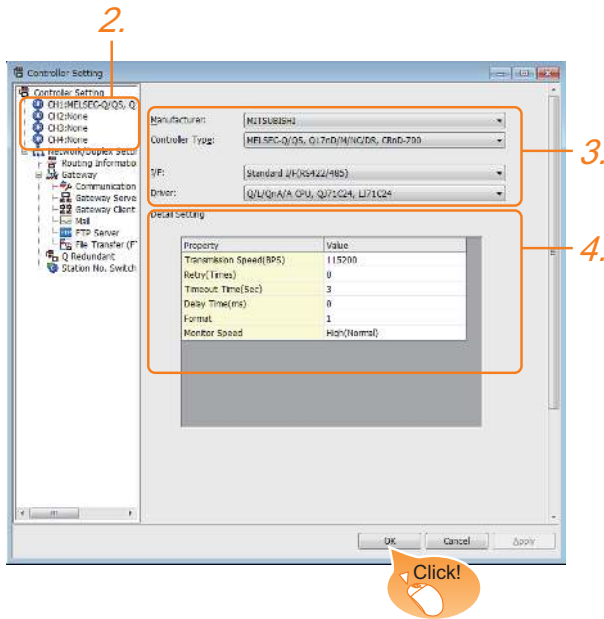 2.
Controller Setting
Controller Setting
CH1:MELSEC-Q/QS, Q
CH2:None
CH3:None
CH4:None
Network/Duplex Setti
Routing Informatio
Gateway
Communication
Gateway Serve
Gateway Client
Mail
FTP Server
File Transfer (F
Q Redundant
Station No. Switch
Manufacturer: MITSUBISHI
Controller Type: MELSEC-Q/QS, Q17nD/M/NC/DR, CRnD-700
I/F: Standard I/F(RS422/485)
Driver: Q/L/QnA/A CPU, QJ71C24, LJ71C24
3.
Detail Setting
Property Value
Transmission Speed(BPS) 115200
Retry(Times) 0
Timeout Time(Sec) 3
Delay Time(ms) 0
Format 1
Monitor Speed High(Normal)
4.
OK Cancel Apply
Click!